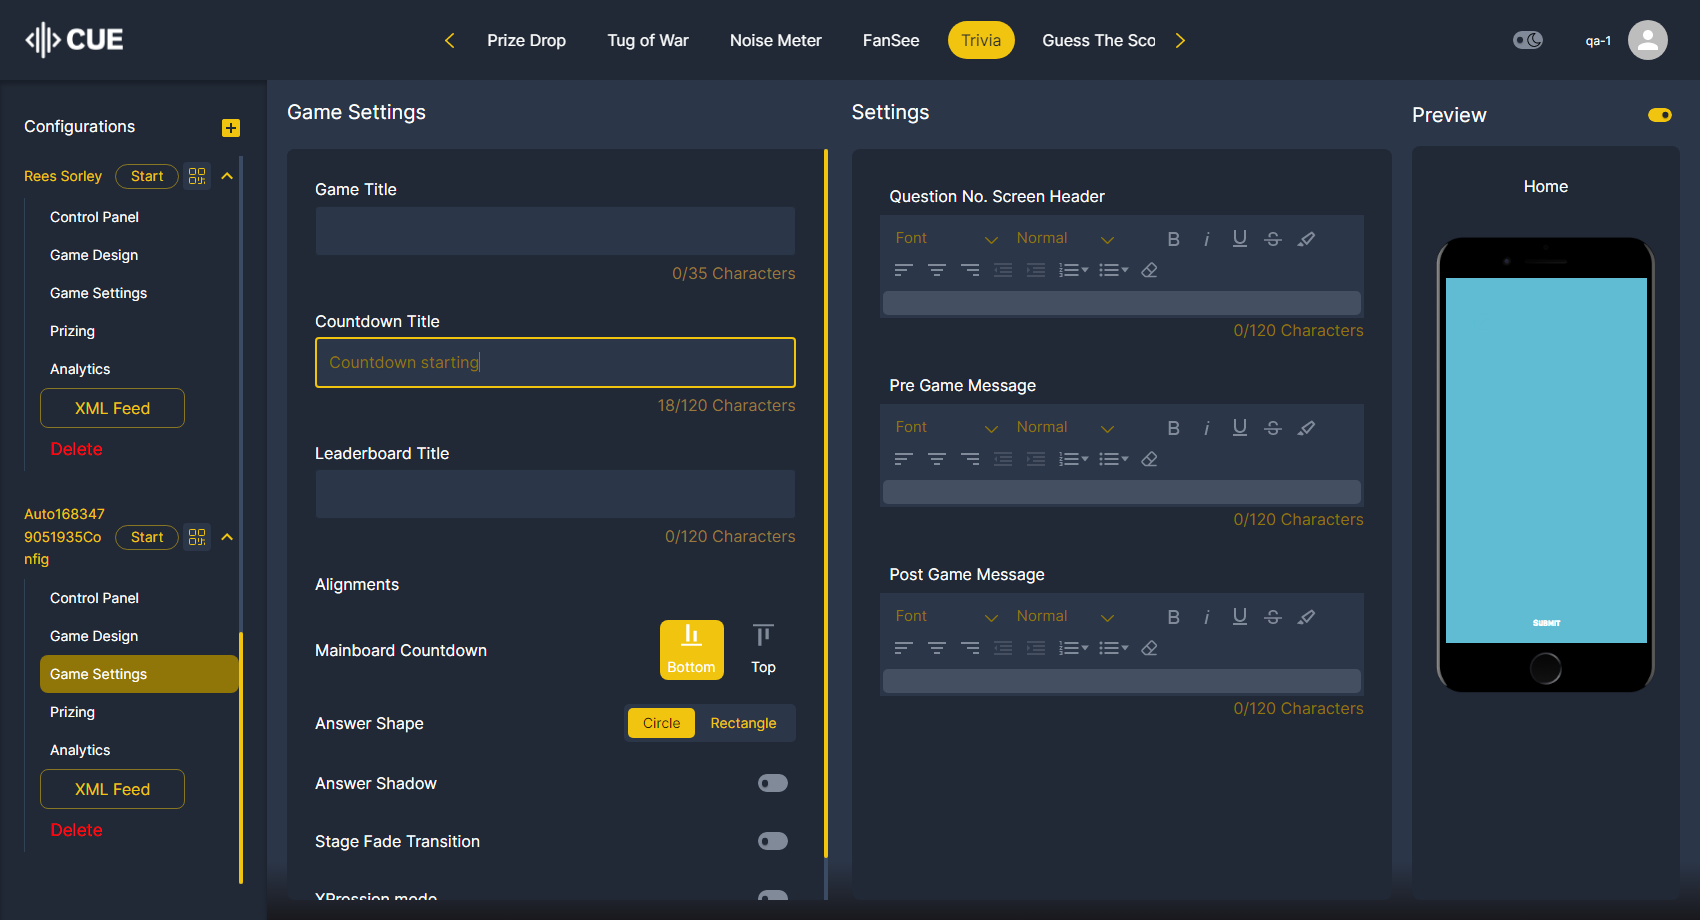 CUE
Prize Drop
Tug of War
Noise Meter
FanSee
Trivia
Guess The Sco
qa-1
Configurations
Rees Sorley
Start
Control Panel
Game Design
Game Settings
Prizing
Analytics
XML Feed
Delete
Auto168347
9051935Co
nfig
Start
Control Panel
Game Design
Game Settings
Prizing
Analytics
XML Feed
Delete
Game Settings
Game Title
0/35 Characters
Countdown Title
Countdown starting
18/120 Characters
Leaderboard Title
0/120 Characters
Alignments
Mainboard Countdown
Bottom
Top
Answer Shape
Circle
Rectangle
Answer Shadow
Stage Fade Transition
XPression mode
Settings
Question No. Screen Header
Font
Normal
B i U S
0/120 Characters
Pre Game Message
Font
Normal
B i U S
0/120 Characters
Post Game Message
Font
Normal
B i U S
0/120 Characters
Preview
Home
SUBMIT